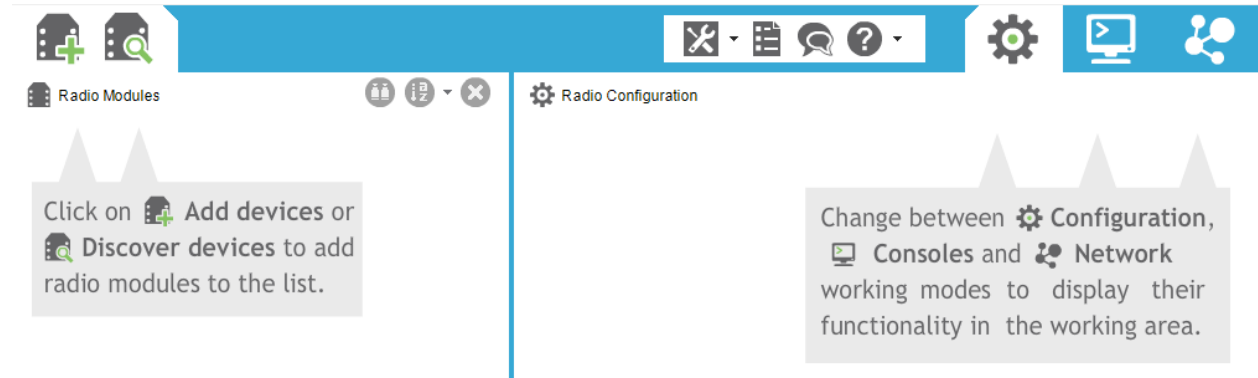 Radio Modules
Radio Configuration
Click on Add devices or
Discover devices to add
radio modules to the list.
Change between Configuration,
Consoles and Network
working modes to display their
functionality in the working area.